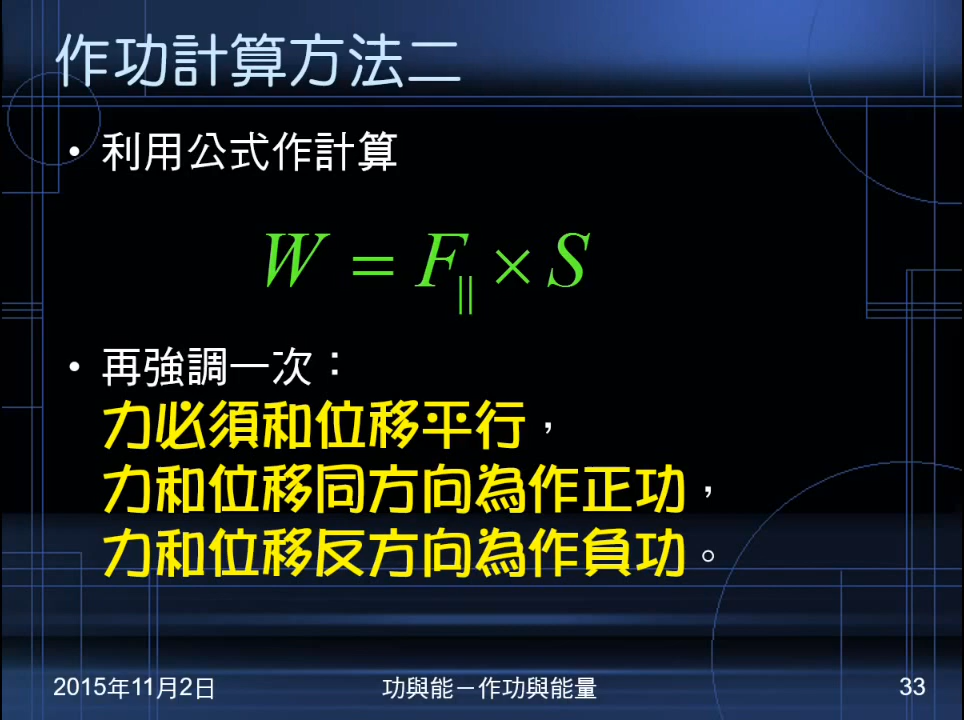 作功計算方法二
• 利用公式作計算
W = F∥ × S
• 再強調一次：
力必須和位移平行，
力和位移同方向為作正功，
力和位移反方向為作負功。
2015年11月2日 功與能－作功與能量 33